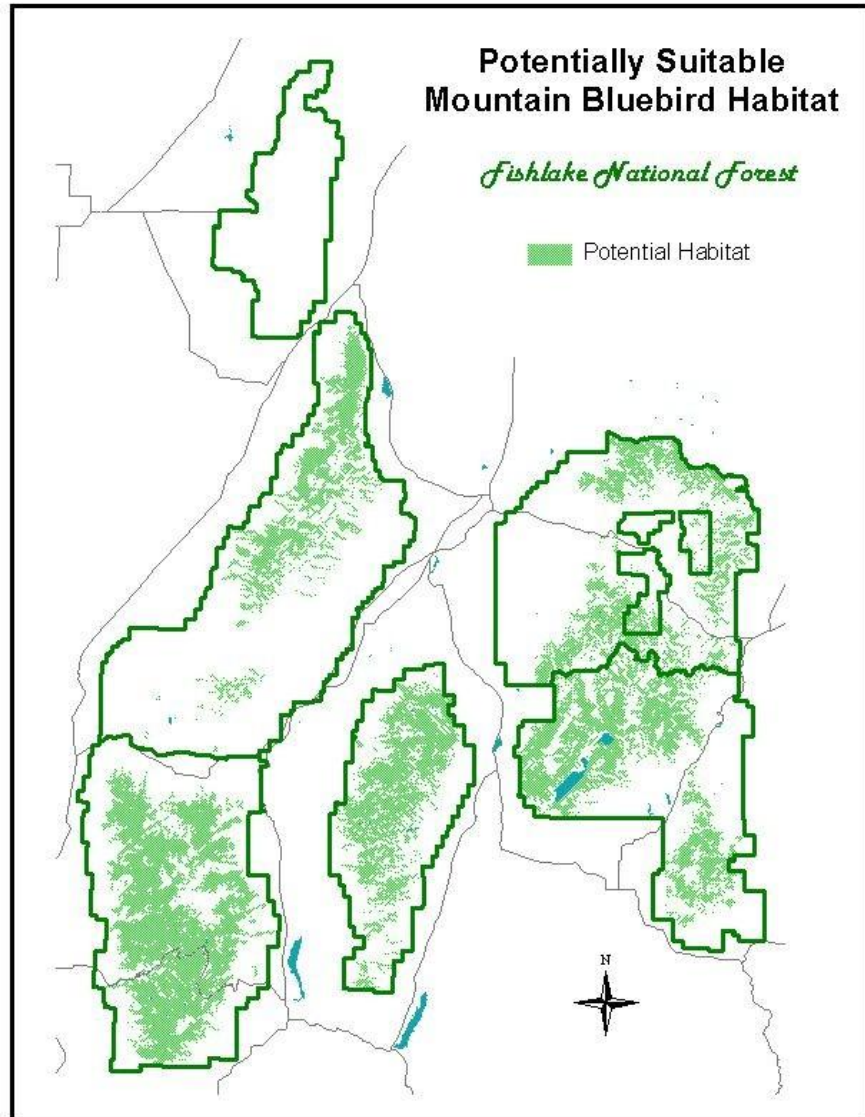 Potentially Suitable
Mountain Bluebird Habitat
Fishlake National Forest
Potential Habitat
N